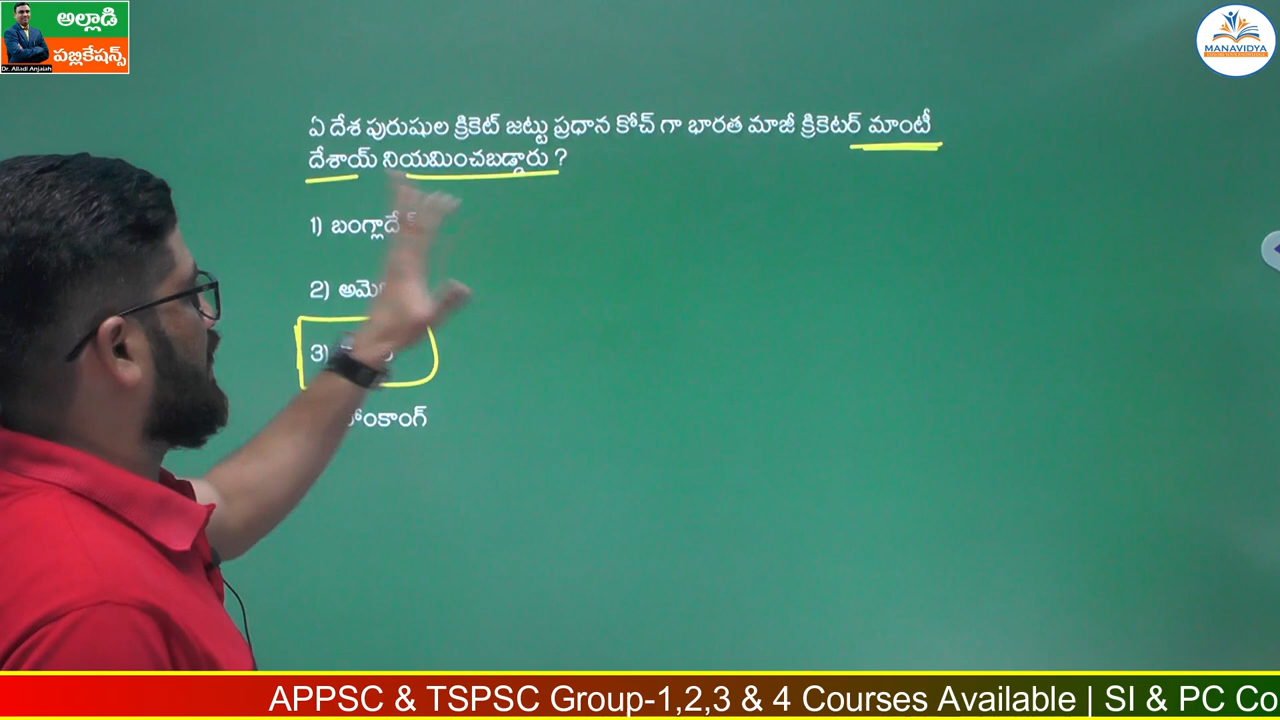 అల్లాడి
పబ్లికేషన్స్
Dr. Alladi Anjaiah
MANAVIDYA
ఏ దేశ పురుషుల క్రికెట్ జట్టు ప్రధాన కోచ్ గా భారత మాజీ క్రికెటర్ మాంటీ
దేశాయ్ నియమించబడ్డారు ?
1)
2)
3)
APPSC & TSPSC Group-1,2,3 & 4 Courses Available | SI & PC Co